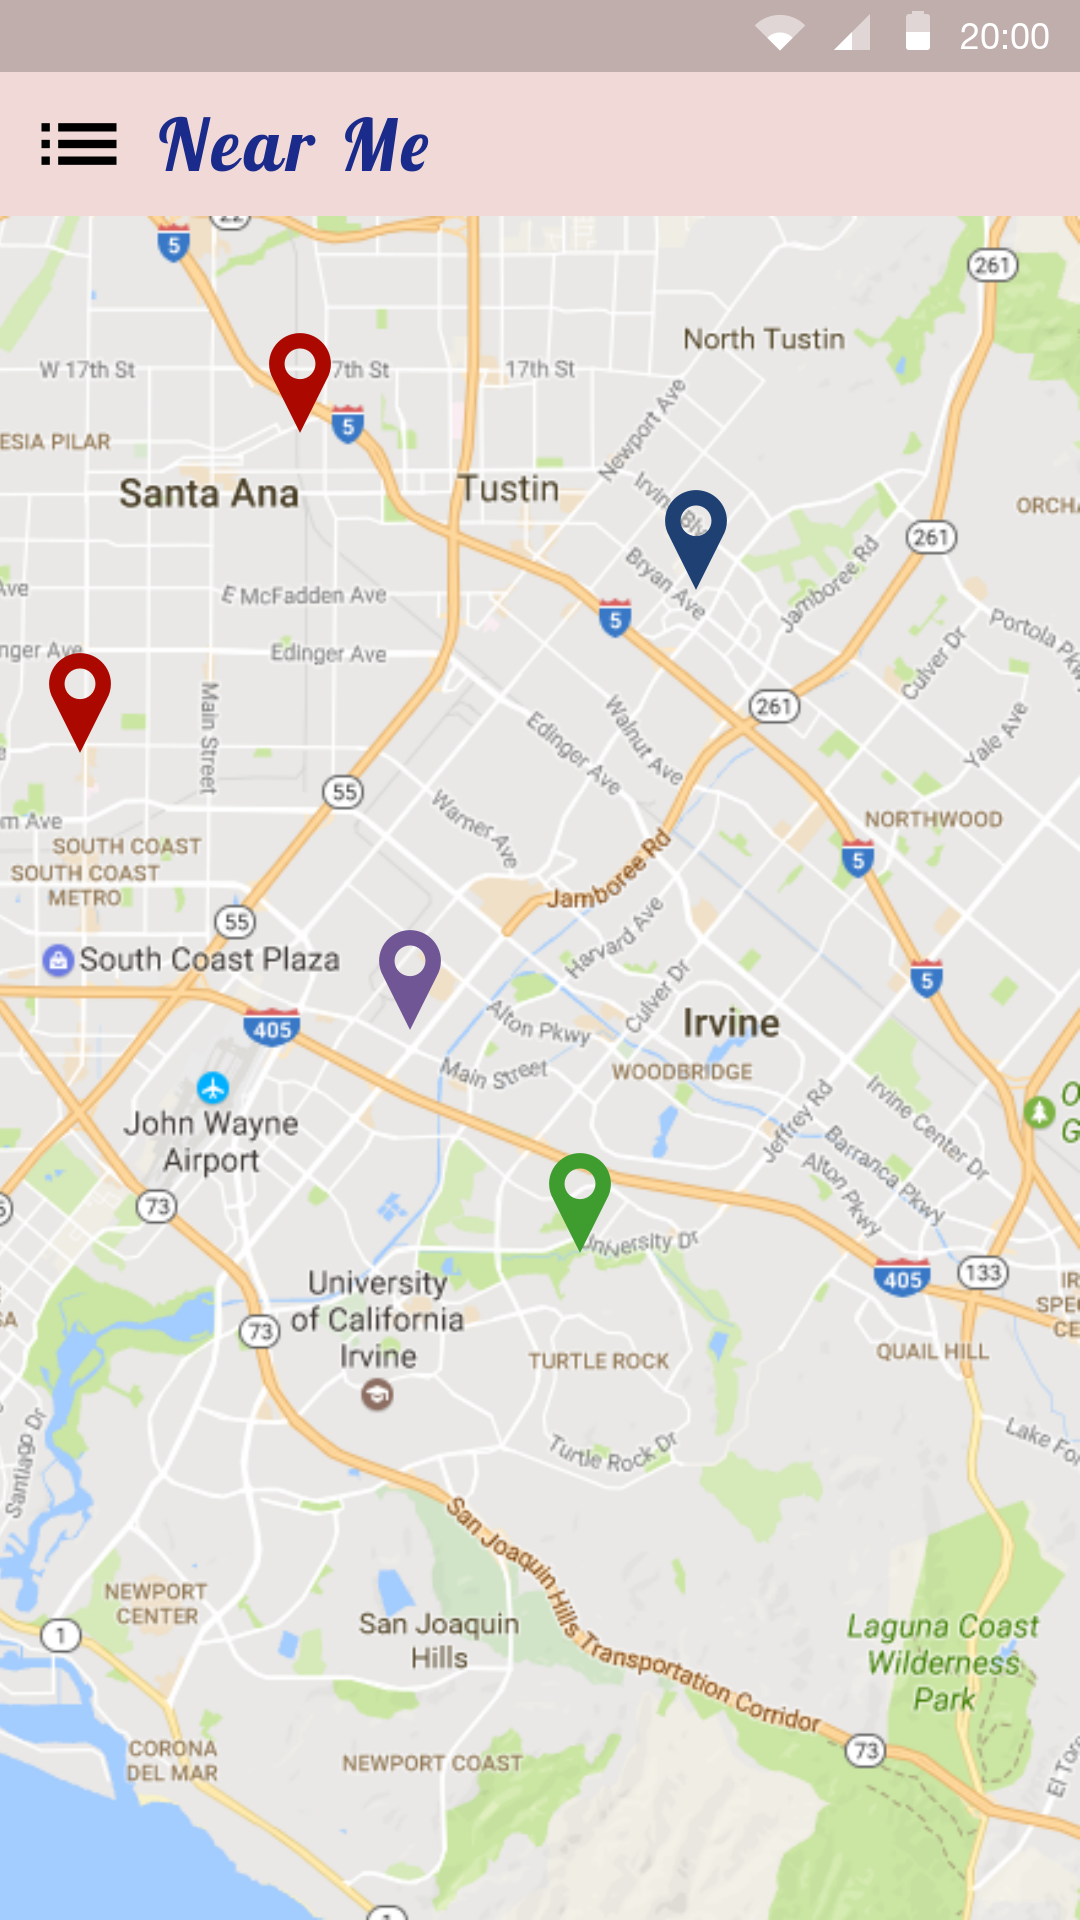 20:00
Near Me
22
5
261
North Tustin
W 17th St
7th St
17th St
Newport Ave
5
ESIA PILAR
Santa Ana
Tustin
Irvine Blv
ORCHA
261
Bryan Ave
Jamboree Rd
Ave
E McFadden Ave
5
Portola Pkwy
nger Ave
Edinger Ave
Culver Dr
Main Street
261
Walnut Ave
Edinger Ave
Yale Ave
55
Warner Ave
m Ave
NORTHWOOD
SOUTH COAST
SOUTH COAST
METRO
5
Jamboree Rd
55
Harvard Ave
South Coast Plaza
5
Culver Dr
405
Alton Pkwy
Irvine
Main Street
WOODBRIDGE
Irvine Center Dr
Jeffrey Rd
O
G
John Wayne
Airport
Barranca Pkwy
Alton Pkwy
73
University Dr
405
133
University
of California
Irvine
73
IR
SPE
CE
SA
TURTLE ROCK
QUAIL HILL
Santiago Dr
Turtle Rock Dr
Lake For
San Joaquin Hills Transportation Corridor
NEWPORT
CENTER
1
San Joaquin
Hills
Laguna Coast
Wilderness
Park
CORONA
DEL MAR
NEWPORT COAST
73
El Toro
1